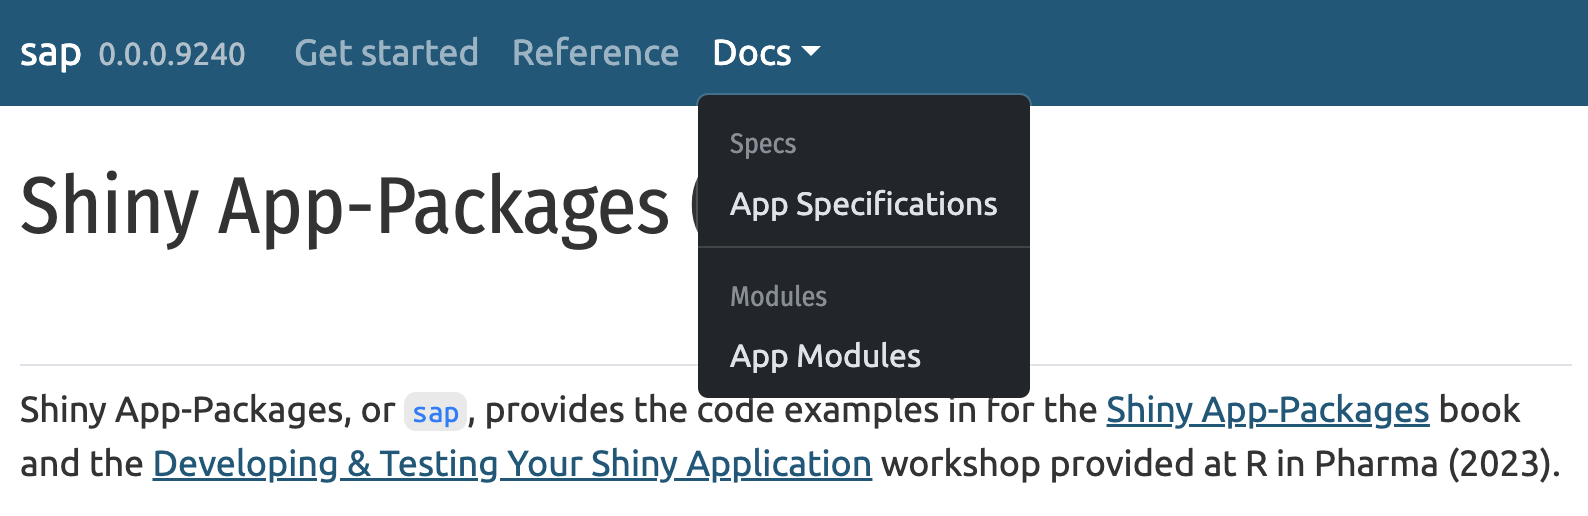 sap 0.0.0.9240 Get started Reference Docs
Specs
App Specifications
Modules
App Modules
Shiny App-Packages
Shiny App-Packages, or sap, provides the code examples in for the Shiny App-Packages book
and the Developing & Testing Your Shiny Application workshop provided at R in Pharma (2023).